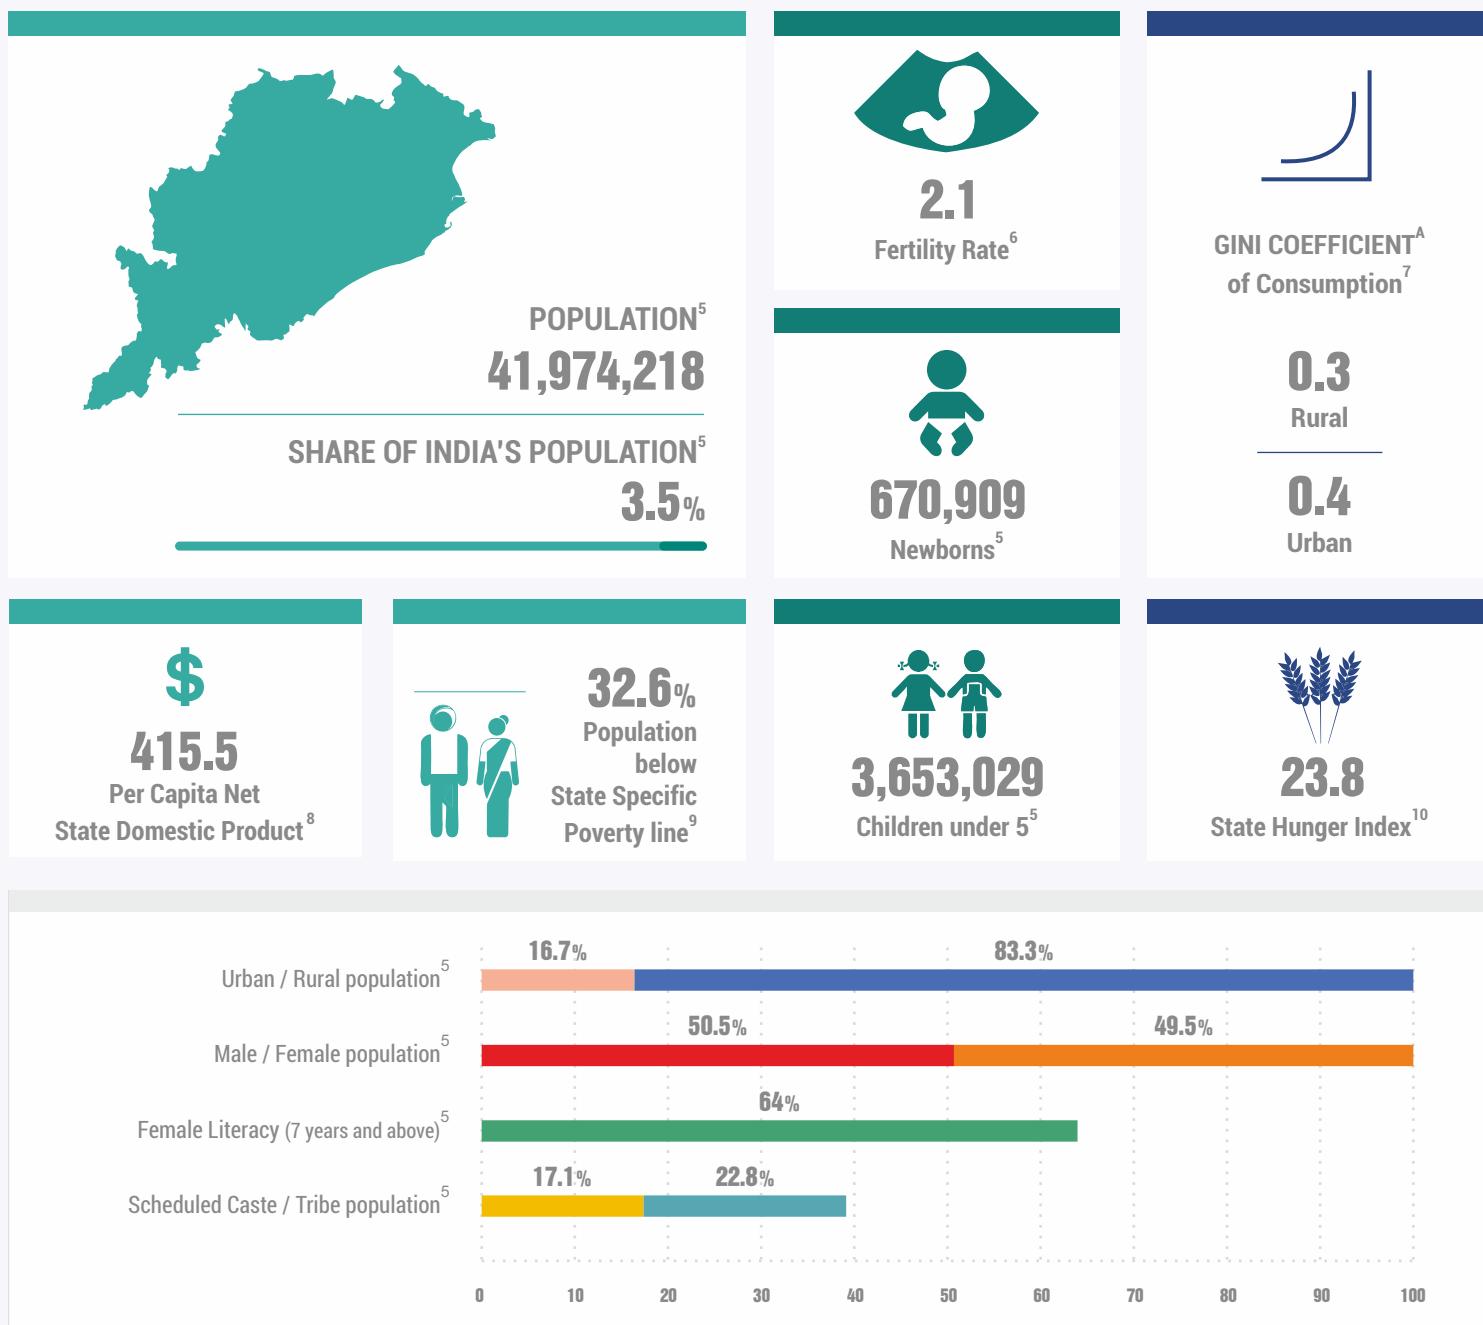 POPULATION5
41,974,218
SHARE OF INDIA'S POPULATION5
3.5%
2.1
Fertility Rate6
670,909
Newborns5
GINI COEFFICIENTA
of Consumption7
0.3
Rural
0.4
Urban
$
415.5
Per Capita Net
State Domestic Product8
32.6%
Population
below
State Specific
Poverty line9
3,653,029
Children under 55
23.8
State Hunger Index10
16.7% 83.3%
Urban / Rural population5
50.5% 49.5%
Male / Female population5
64%
Female Literacy (7 years and above)5
17.1% 22.8%
Scheduled Caste / Tribe population5
0 10 20 30 40 50 60 70 80 90 100